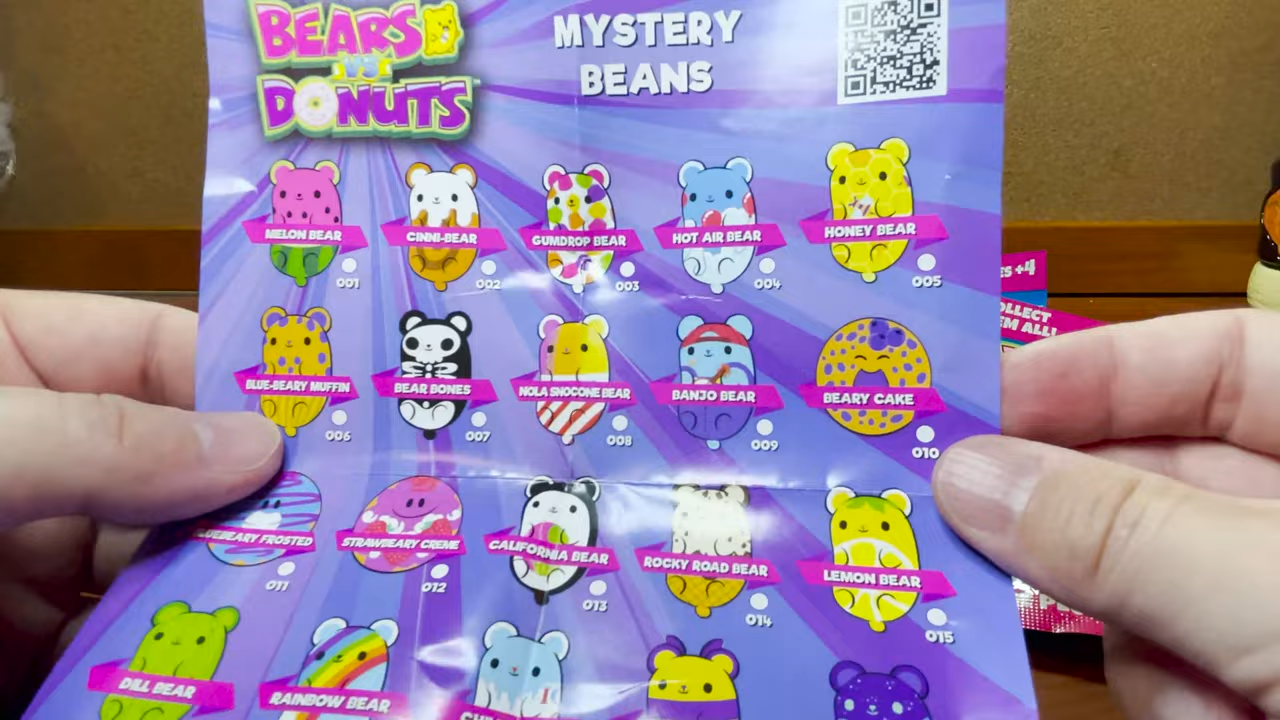 BEARS
VS
DONUTS
MYSTERY
BEANS
MELON BEAR
CINNI-BEAR
GUMDROP BEAR
HOT AIR BEAR
HONEY BEAR
001
002
003
004
005
BLUE-BEARY MUFFIN
BEAR BONES
NOLA SNOCONE BEAR
BANJO BEAR
BEARY CAKE
006
007
008
009
010
FROSTED
STRAWBEARY CREME
CALIFORNIA BEAR
ROCKY ROAD BEAR
LEMON BEAR
011
012
013
014
015
DILL BEAR
RAINBOW BEAR
+4
ALL!